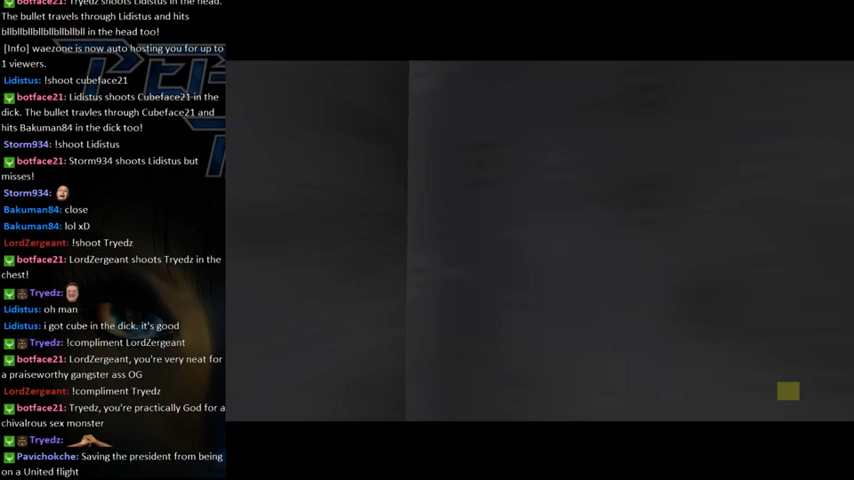 botface21: Tryedz shoots Lidistus in the head.
The bullet travels through Lidistus and hits
bllbllbllbllbllbllbllbll in the head too!
[Info] waezone is now auto hosting you for up to
1 viewers.
Lidistus: !shoot cubeface21
botface21: Lidistus shoots Cubeface21 in the
dick. The bullet travles through Cubeface21 and
hits Bakuman84 in the dick too!
Storm934: !shoot Lidistus
botface21: Storm934 shoots Lidistus but
misses!
Storm934:
Bakuman84: close
Bakuman84: lol xD
LordZergeant: !shoot Tryedz
botface21: LordZergeant shoots Tryedz in the
chest!
Tryedz:
Lidistus: oh man
Lidistus: i got cube in the dick. it's good
Tryedz: !compliment LordZergeant
botface21: LordZergeant, you're very neat for
a praiseworthy gangster ass OG
LordZergeant: !compliment Tryedz
botface21: Tryedz, you're practically God for a
chivalrous sex monster
Tryedz:
Pavichokche: Saving the president from being
on a United flight